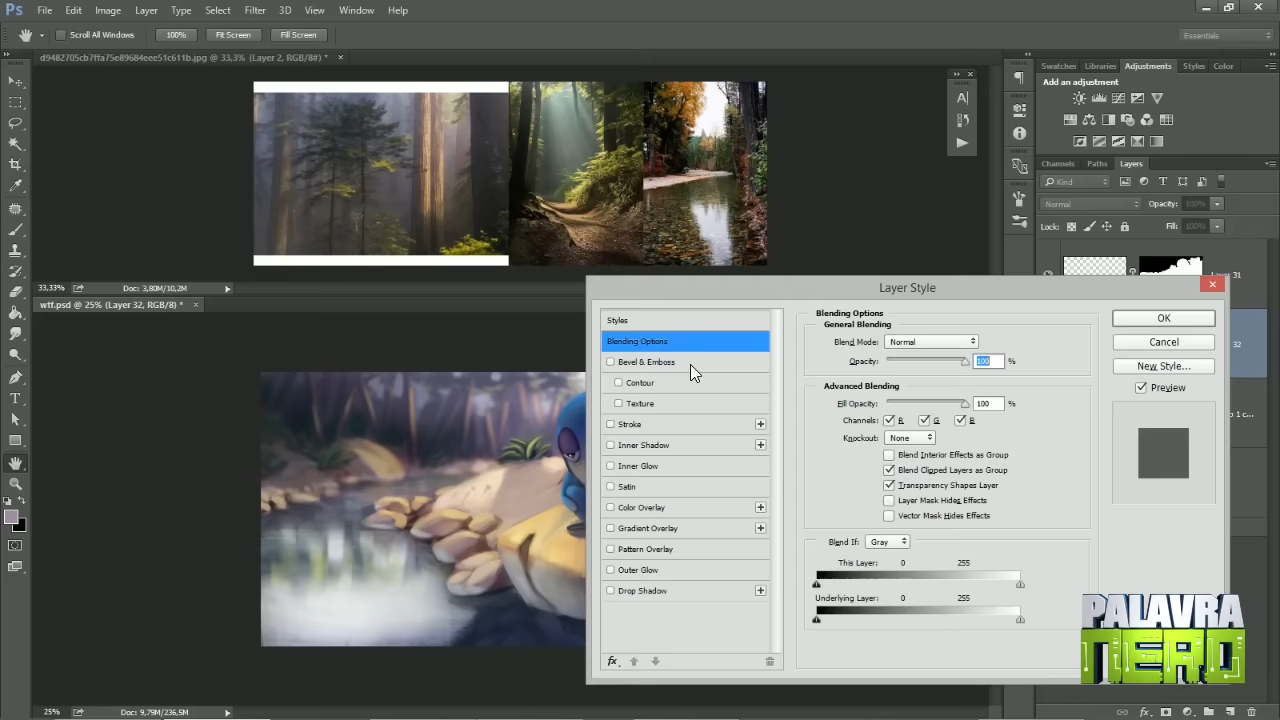 Ps File Edit Image Layer Type Select Filter 3D View Window Help
Scroll All Windows 100% Fit Screen Fill Screen Essentials
d9482705cb7ffa75e89684eee51c611b.jpg @ 33,3% (Layer 2, RGB/8#) * ×
Swatches Libraries Adjustments Styles Color
Add an adjustment
Channels Paths Layers
Kind
Normal Opacity: 100%
Lock: Fill: 100%
Layer 31
33,33% Doc: 3,80M/10,2M
wtf.psd @ 25% (Layer 32, RGB/8) * ×
32
Layer Style
Styles
Blending Options
Bevel & Emboss
Contour
Texture
Stroke
Inner Shadow
Inner Glow
Satin
Color Overlay
Gradient Overlay
Pattern Overlay
Outer Glow
Drop Shadow
fx
Blending Options
General Blending
Blend Mode: Normal
Opacity: 100 %
Advanced Blending
Fill Opacity: 100 %
Channels: R G B
Knockout: None
Blend Interior Effects as Group
Blend Clipped Layers as Group
Transparency Shapes Layer
Layer Mask Hides Effects
Vector Mask Hides Effects
Blend If: Gray
This Layer: 0 255
Underlying Layer: 0 255
OK
Cancel
New Style...
Preview
PALAVRA
NERD
25% Doc: 9,79M/236,5M
fx